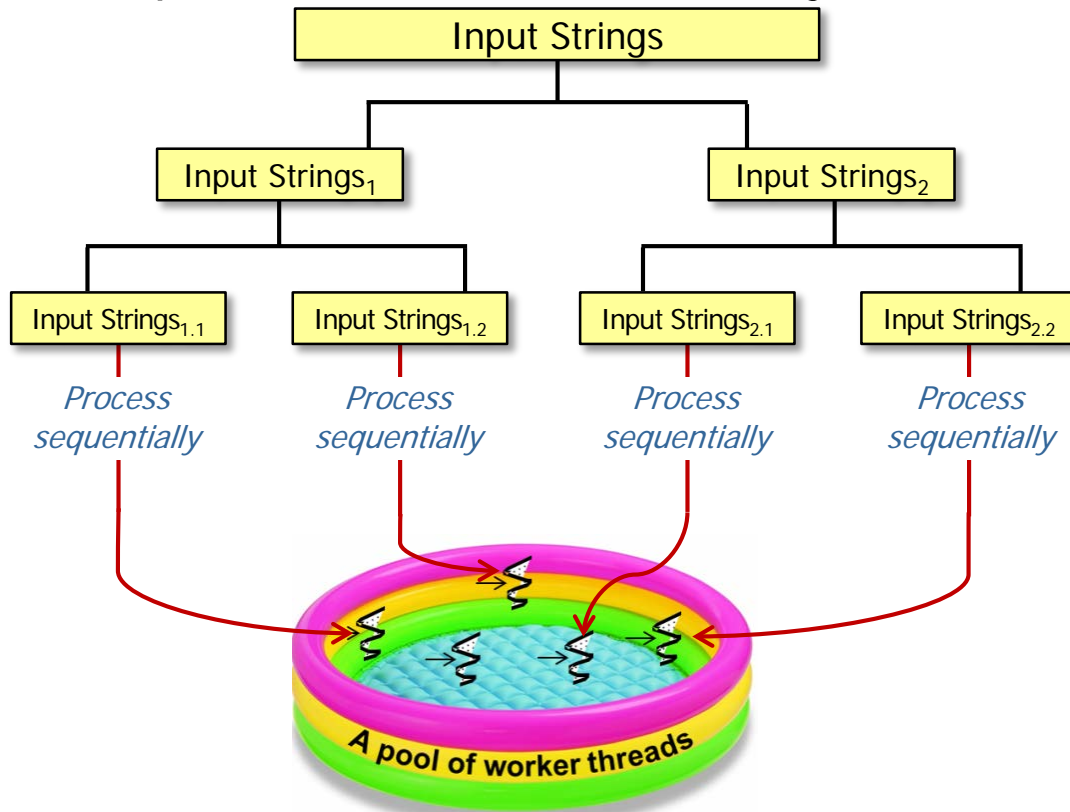 Input Strings
Input Strings₁
Input Strings₂
Input Strings₁.₁
Input Strings₁.₂
Input Strings₂.₁
Input Strings₂.₂
Process
sequentially
Process
sequentially
Process
sequentially
Process
sequentially
A pool of worker threads